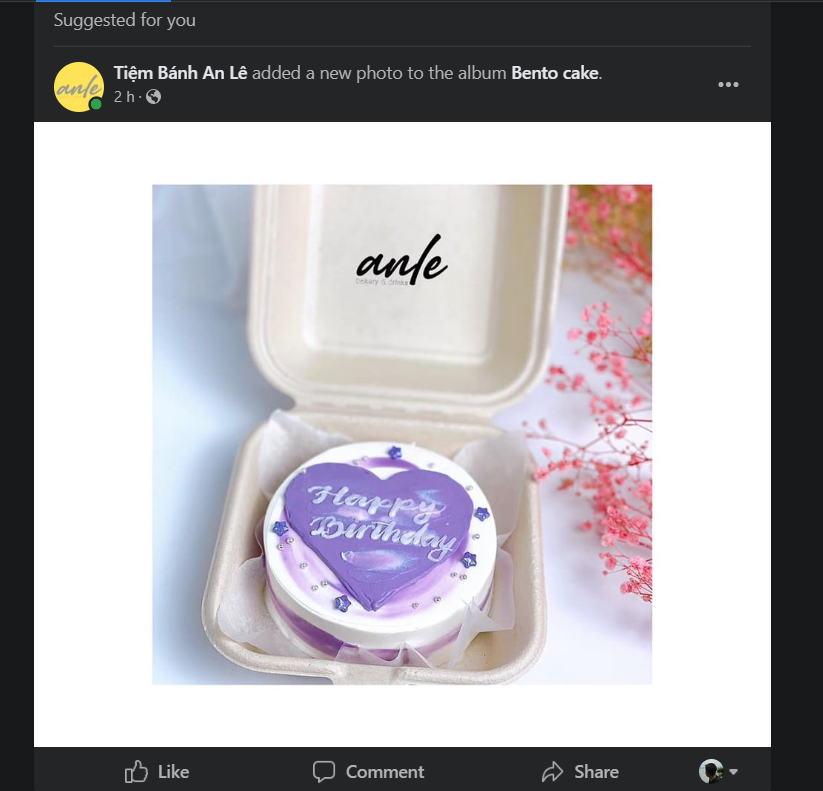 Suggested for you
anle
Tiệm Bánh An Lê added a new photo to the album Bento cake.
2 h ·
anle
Bakery & drinks
Happy
Birthday
Like
Comment
Share